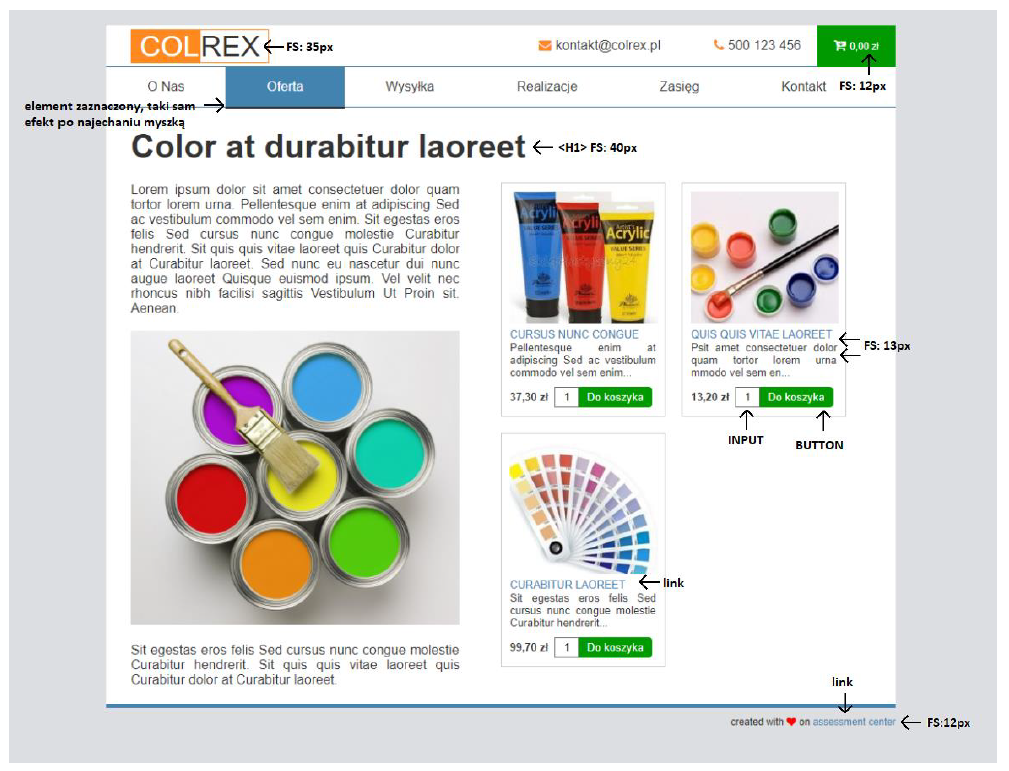 COLREX
FS: 35px
kontakt@colrex.pl
500 123 456
0,00 zł
FS: 12px
O Nas
Oferta
Wysyłka
Realizacje
Zasięg
Kontakt
element zaznaczony, taki sam
efekt po najechaniu myszką
Color at durabitur laoreet
<H1> FS: 40px
Lorem ipsum dolor sit amet consectetuer dolor quam
tortor lorem urna. Pellentesque enim at adipiscing Sed
ac vestibulum commodo vel sem enim. Sit egestas eros
felis Sed cursus nunc congue molestie Curabitur
hendrerit. Sit quis quis vitae laoreet quis Curabitur dolor
at Curabitur laoreet. Sed nunc eu nascetur dui nunc
augue laoreet Quisque euismod ipsum. Vel velit nec
rhoncus nibh facilisi sagittis Vestibulum Ut Proin sit.
Aenean.
Sit egestas eros felis Sed cursus nunc congue molestie
Curabitur hendrerit. Sit quis quis vitae laoreet quis
Curabitur dolor at Curabitur laoreet.
Acrylic
VALUE SERIES
CURSUS NUNC CONGUE
Pellentesque enim at
adipiscing Sed ac vestibulum
commodo vel sem enim...
37,30 zł
1
Do koszyka
QUIS QUIS VITAE LAOREET
Psit amet consectetuer dolor
quam tortor lorem urna
mmodo vel sem en...
FS: 13px
13,20 zł
1
Do koszyka
INPUT
BUTTON
CURABITUR LAOREET
link
Sit egestas eros felis Sed
cursus nunc congue molestie
Curabitur hendrerit...
99,70 zł
1
Do koszyka
link
created with ❤ on assessment center
FS:12px